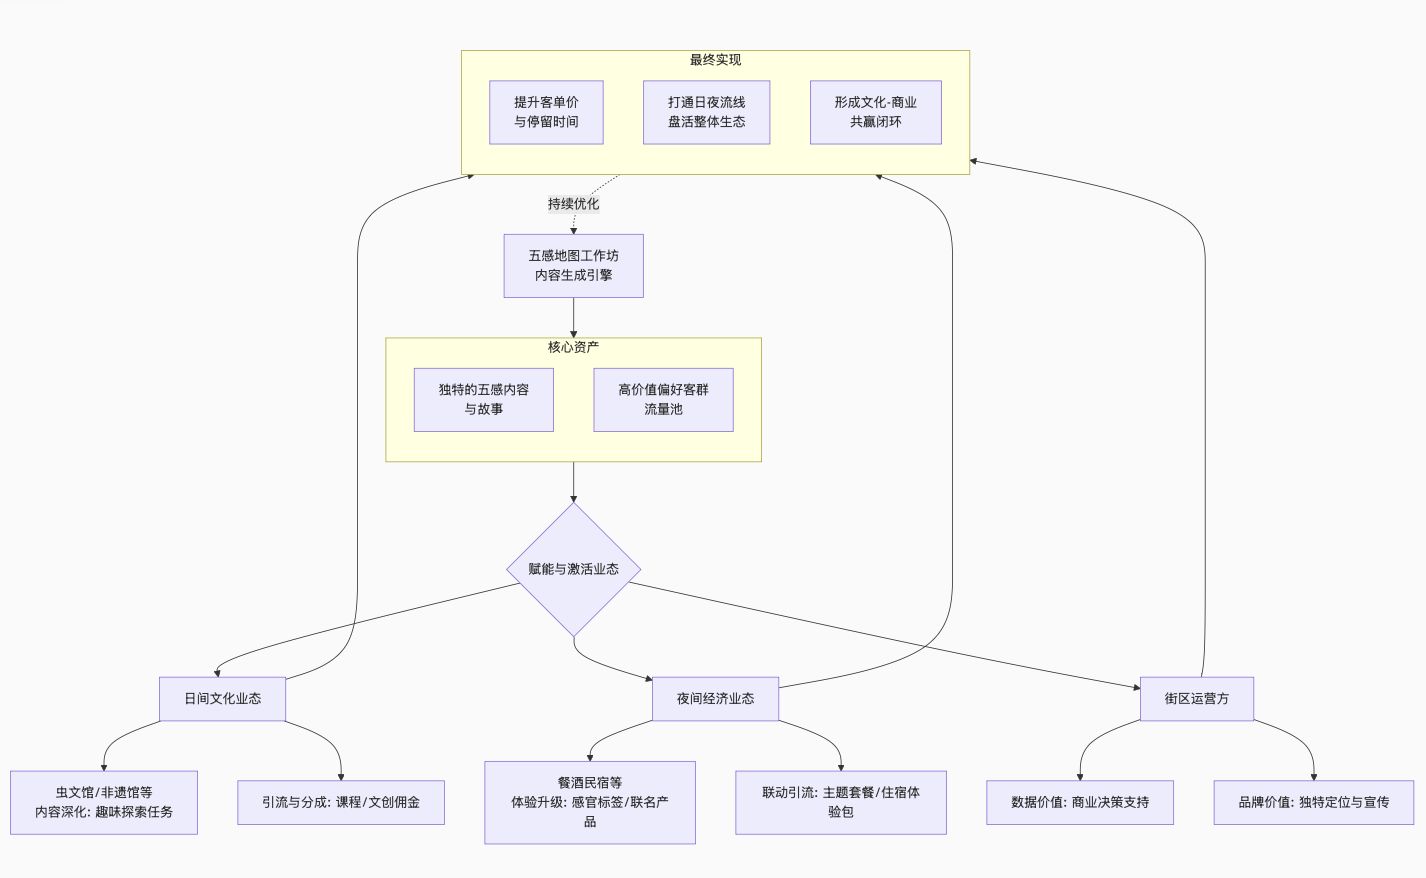 最终实现
提升客单价
与停留时间
打通日夜流线
盘活整体生态
形成文化-商业
共赢闭环
持续优化
五感地图工作坊
内容生成引擎
核心资产
独特的五感内容
与故事
高价值偏好客群
流量池
赋能与激活业态
日间文化业态
夜间经济业态
街区运营方
虫文馆/非遗馆等
内容深化: 趣味探索任务
引流与分成: 课程/文创佣金
餐酒民宿等
体验升级: 感官标签/联名产
品
联动引流: 主题套餐/住宿体
验包
数据价值: 商业决策支持
品牌价值: 独特定位与宣传